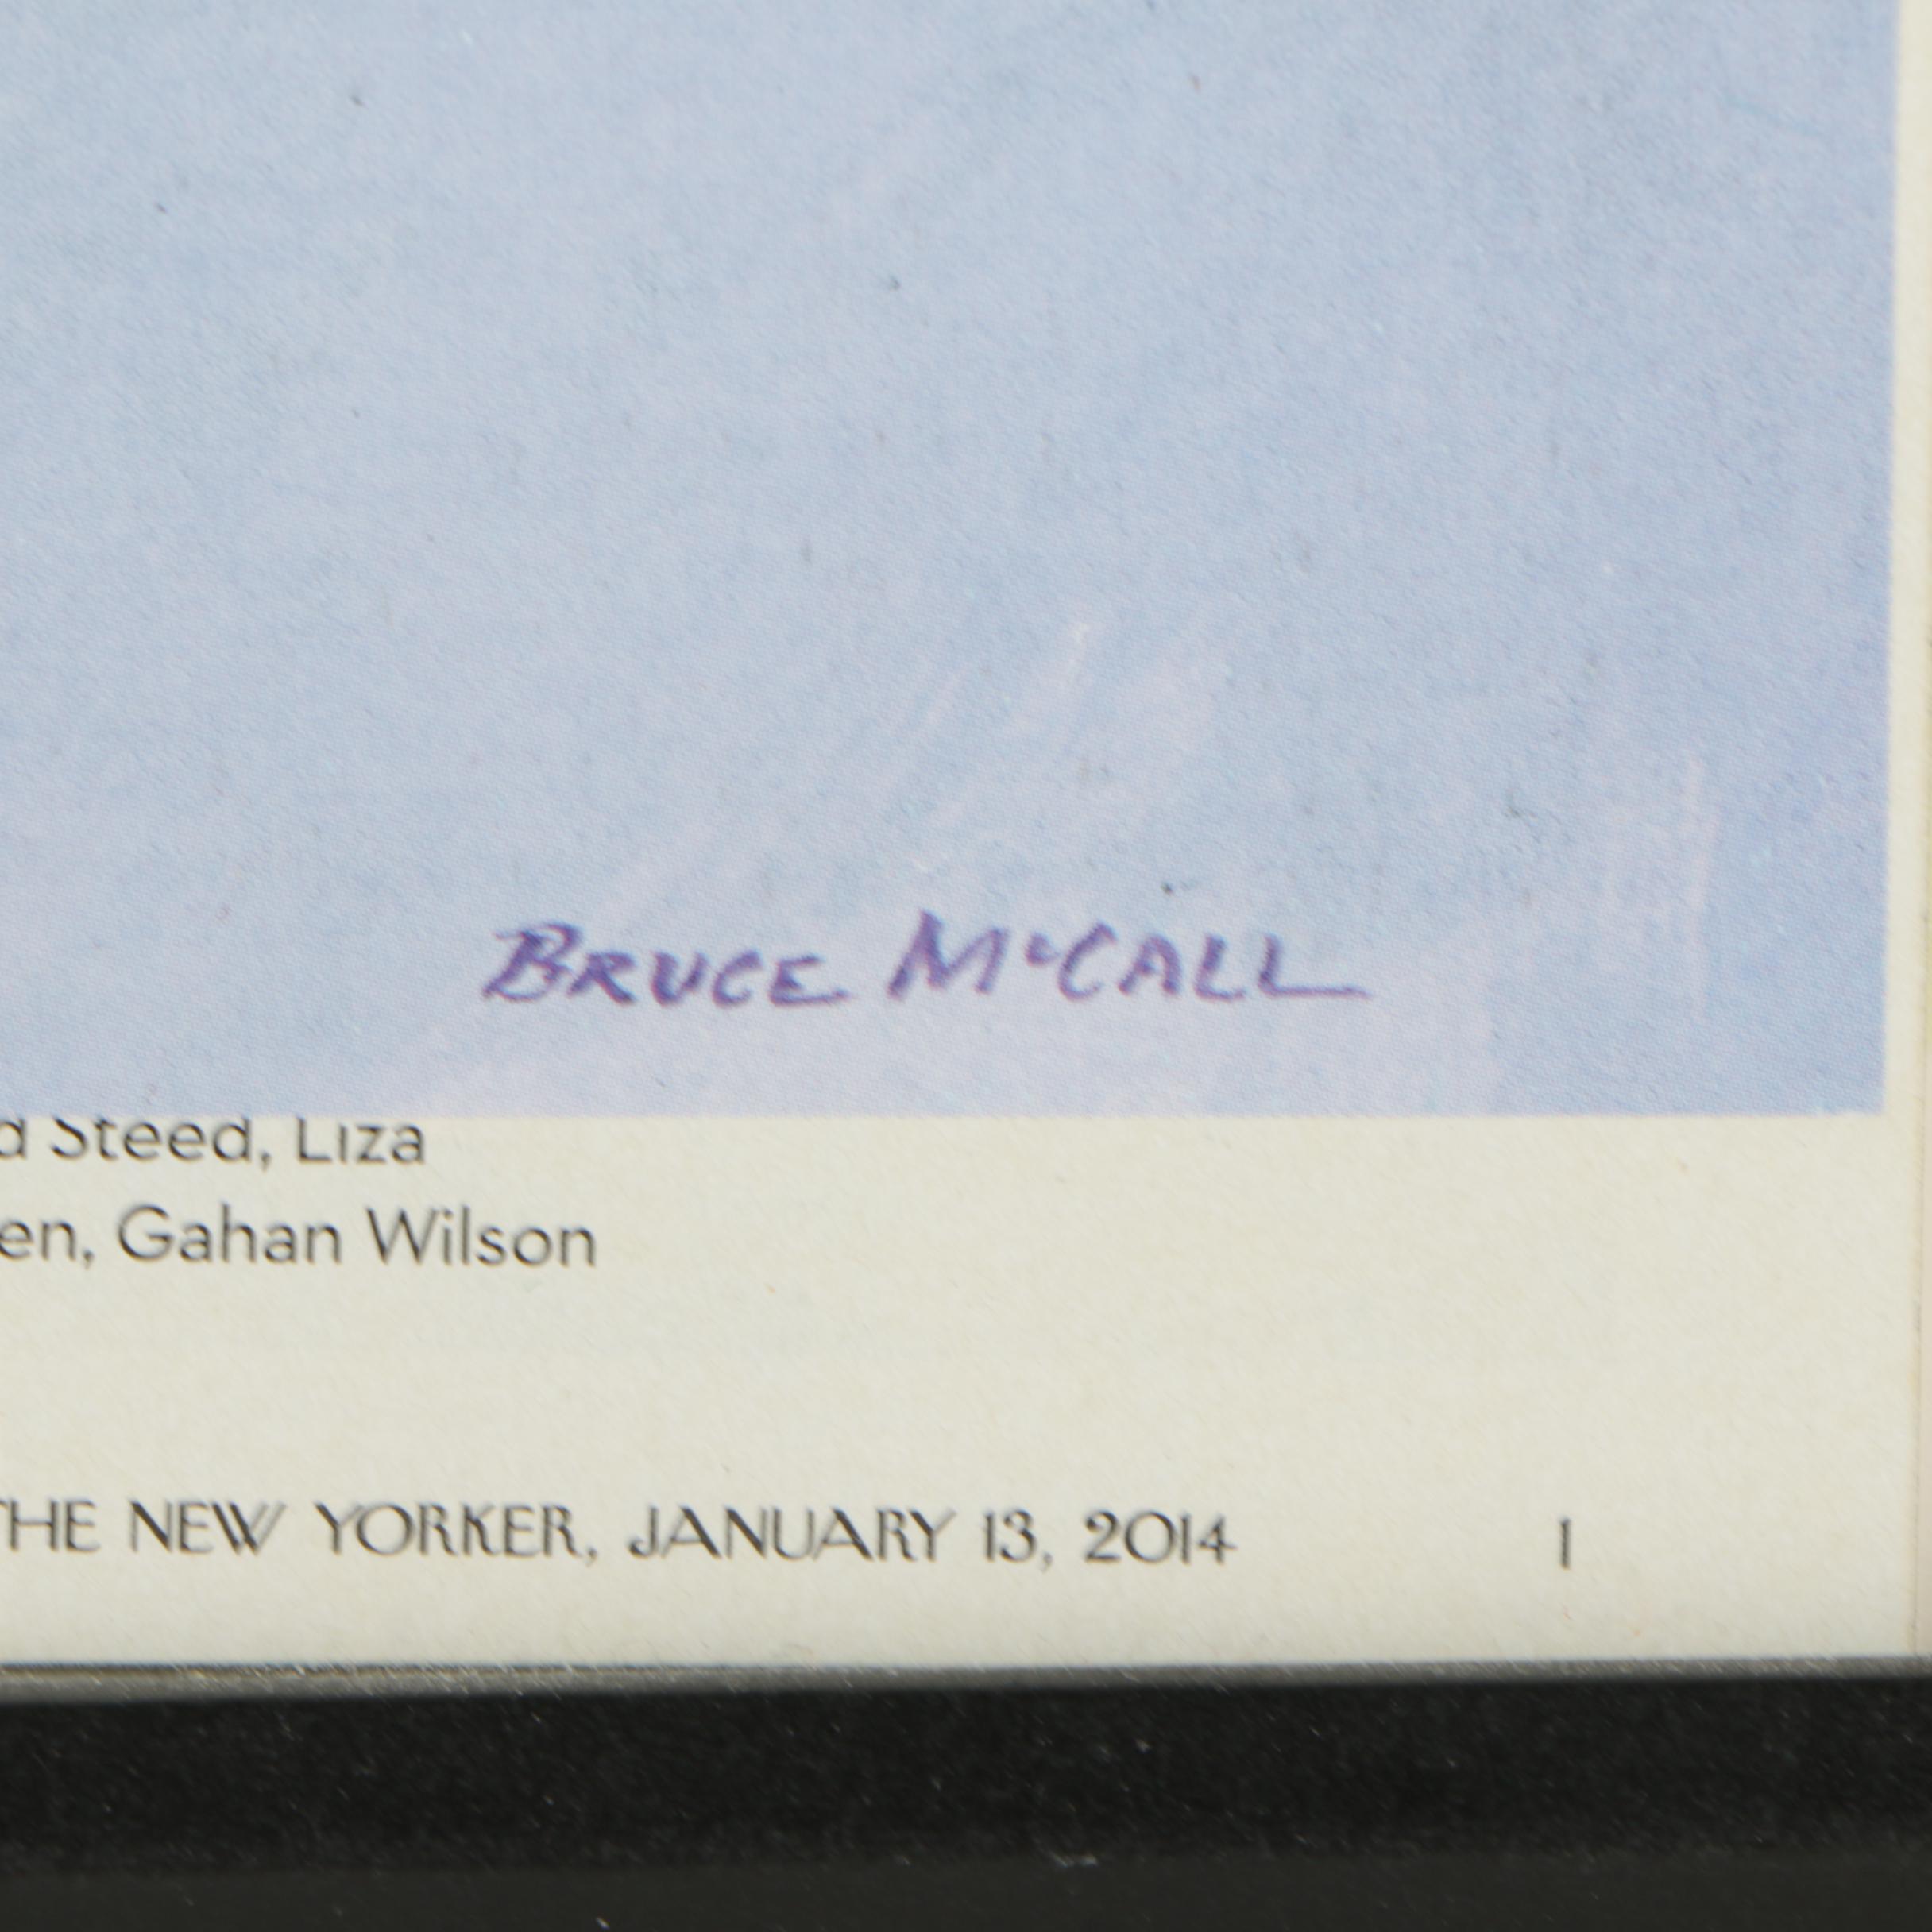 BRUCE McCALL
d Steed, Liza
en, Gahan Wilson
THE NEW YORKER, JANUARY 13, 2014 1